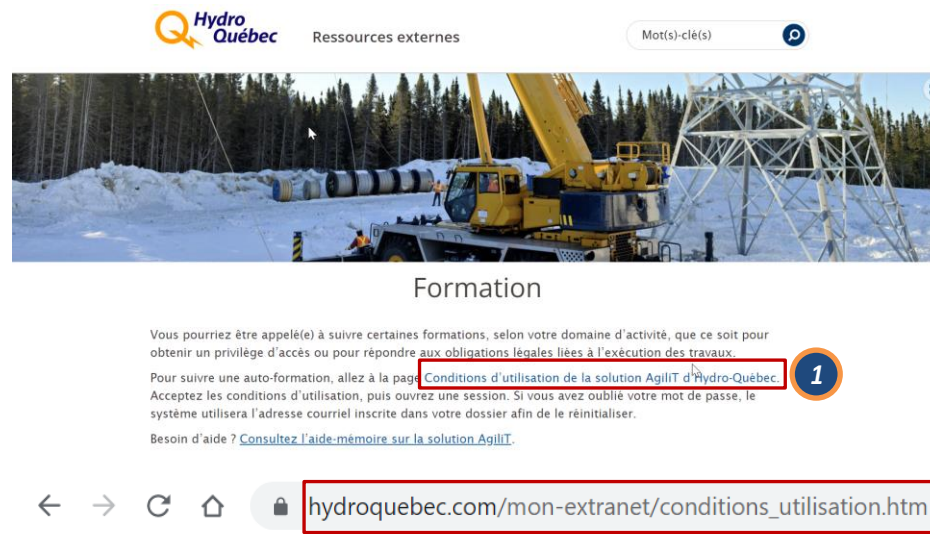 Hydro
Québec
Ressources externes
Mot(s)-clé(s)
Formation
Vous pourriez être appelé(e) à suivre certaines formations, selon votre domaine d'activité, que ce soit pour
obtenir un privilège d'accès ou pour répondre aux obligations légales liées à l'exécution des travaux.
Pour suivre une auto-formation, allez à la page Conditions d'utilisation de la solution AgiliT d'Hydro-Québec.
1
Acceptez les conditions d'utilisation, puis ouvrez une session. Si vous avez oublié votre mot de passe, le
système utilisera l'adresse courriel inscrite dans votre dossier afin de le réinitialiser.
Besoin d'aide ? Consultez l'aide-mémoire sur la solution AgiliT.
hydroquebec.com/mon-extranet/conditions_utilisation.htm